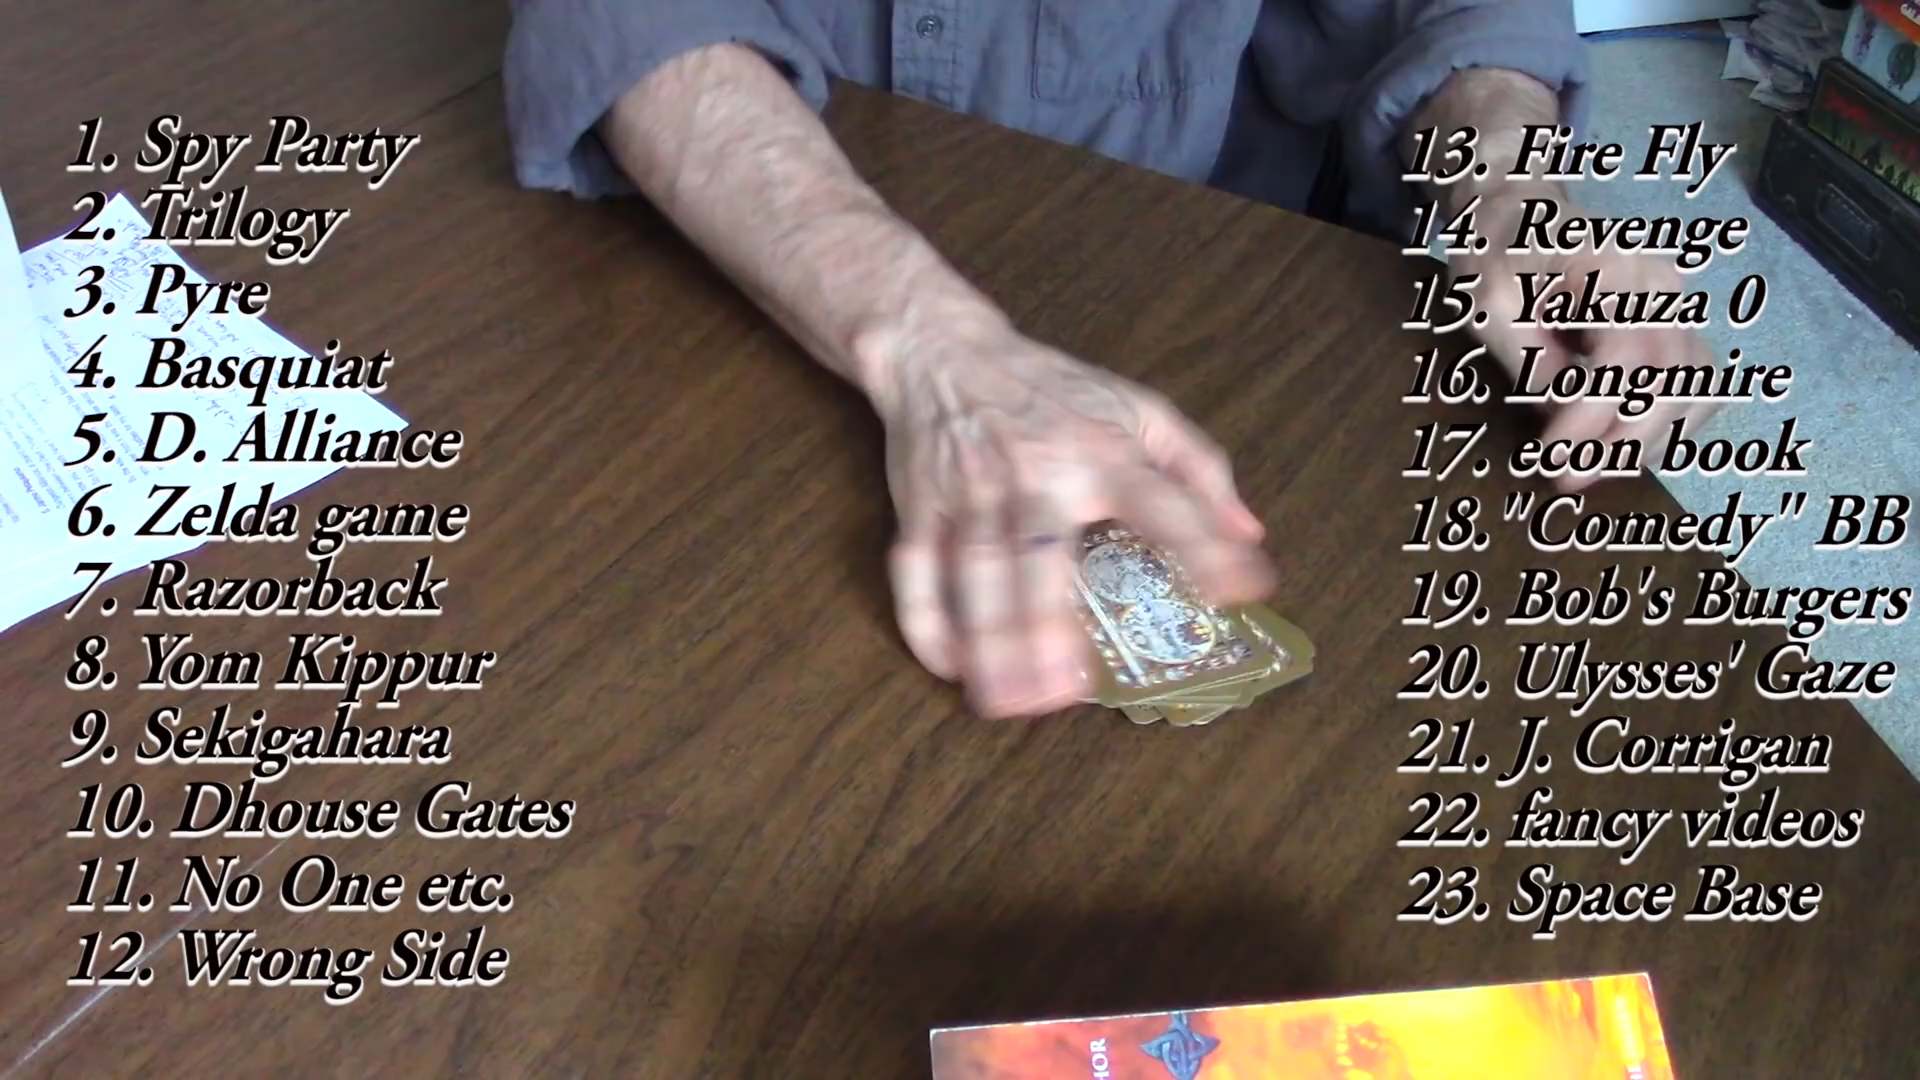 1. Spy Party
2. Trilogy
3. Pyre
4. Basquiat
5. D. Alliance
6. Zelda game
7. Razorback
8. Yom Kippur
9. Sekigahara
10. Dhouse Gates
11. No One etc.
12. Wrong Side
13. Fire Fly
14. Revenge
15. Yakuza 0
16. Longmire
17. econ book
18. "Comedy" BB
19. Bob's Burgers
20. Ulysses' Gaze
21. J. Corrigan
22. fancy videos
23. Space Base